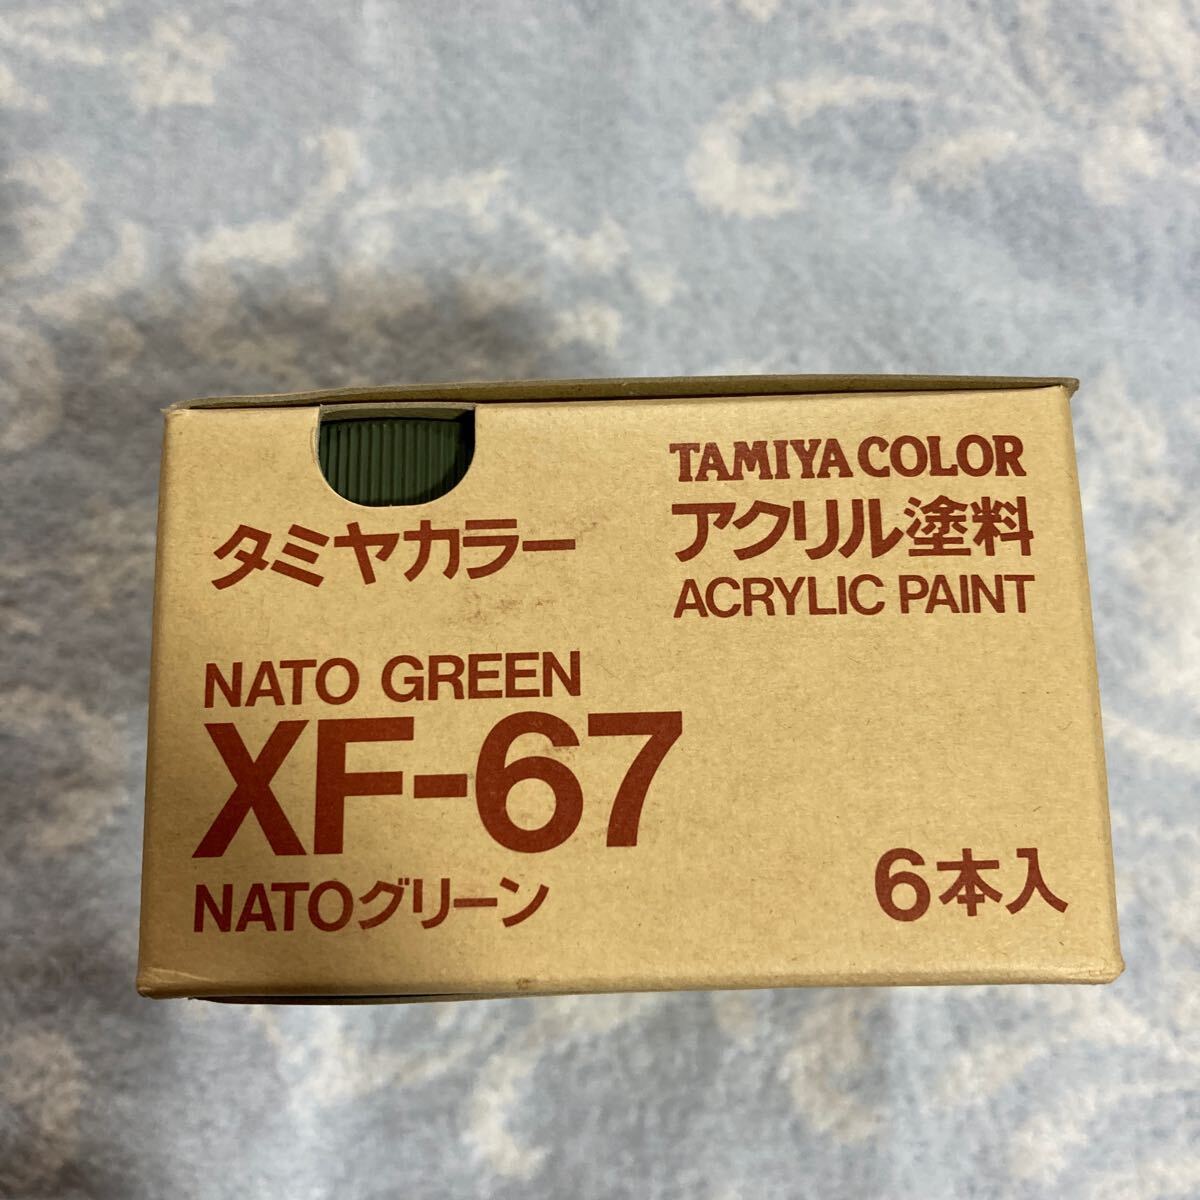 TAMIYA COLOR
アクリル塗料
ACRYLIC PAINT
タミヤカラー
NATO GREEN
XF-67
NATOグリーン
6本入